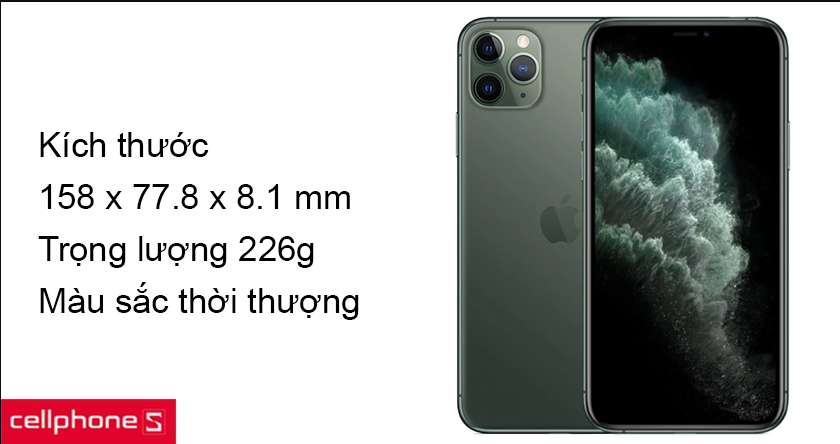 Kích thước
158 x 77.8 x 8.1 mm
Trọng lượng 226g
Màu sắc thời thượng
cellphone S